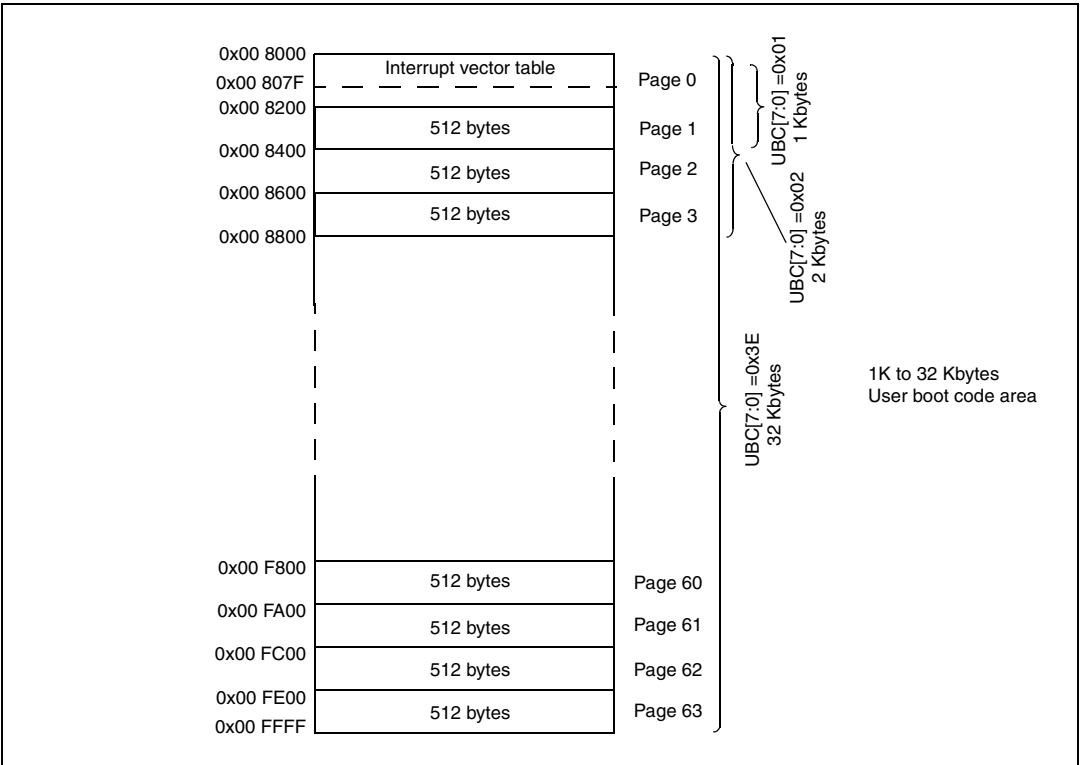 0x00 8000
Interrupt vector table
Page 0
0x00 807F
0x00 8200
512 bytes
Page 1
0x00 8400
512 bytes
Page 2
0x00 8600
512 bytes
Page 3
0x00 8800
UBC[7:0] =0x01
1 Kbytes
UBC[7:0] =0x02
2 Kbytes
UBC[7:0] =0x3E
32 Kbytes
1K to 32 Kbytes
User boot code area
0x00 F800
512 bytes
Page 60
0x00 FA00
512 bytes
Page 61
0x00 FC00
512 bytes
Page 62
0x00 FE00
512 bytes
Page 63
0x00 FFFF